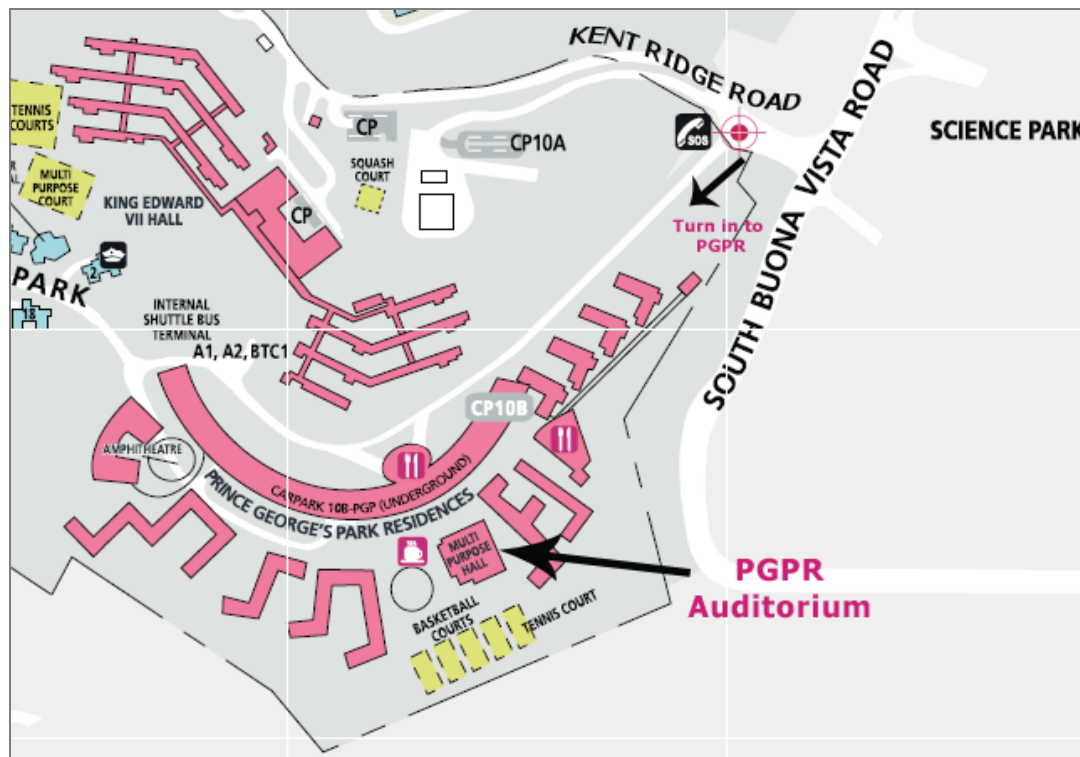 KENT RIDGE ROAD
SOUTH BUONA VISTA ROAD
SCIENCE PARK
TENNIS
COURTS
CP
CP10A
SOS
SQUASH
COURT
MULTI
PURPOSE
COURT
KING EDWARD
VII HALL
CP
Turn in to
PGPR
2
PARK
18
INTERNAL
SHUTTLE BUS
TERMINAL
A1, A2, BTC1
CP10B
AMPHITHEATRE
CARPARK 10B-PGP (UNDERGROUND)
PRINCE GEORGE'S PARK RESIDENCES
MULTI
PURPOSE
HALL
PGPR
Auditorium
BASKETBALL
COURTS
TENNIS COURT